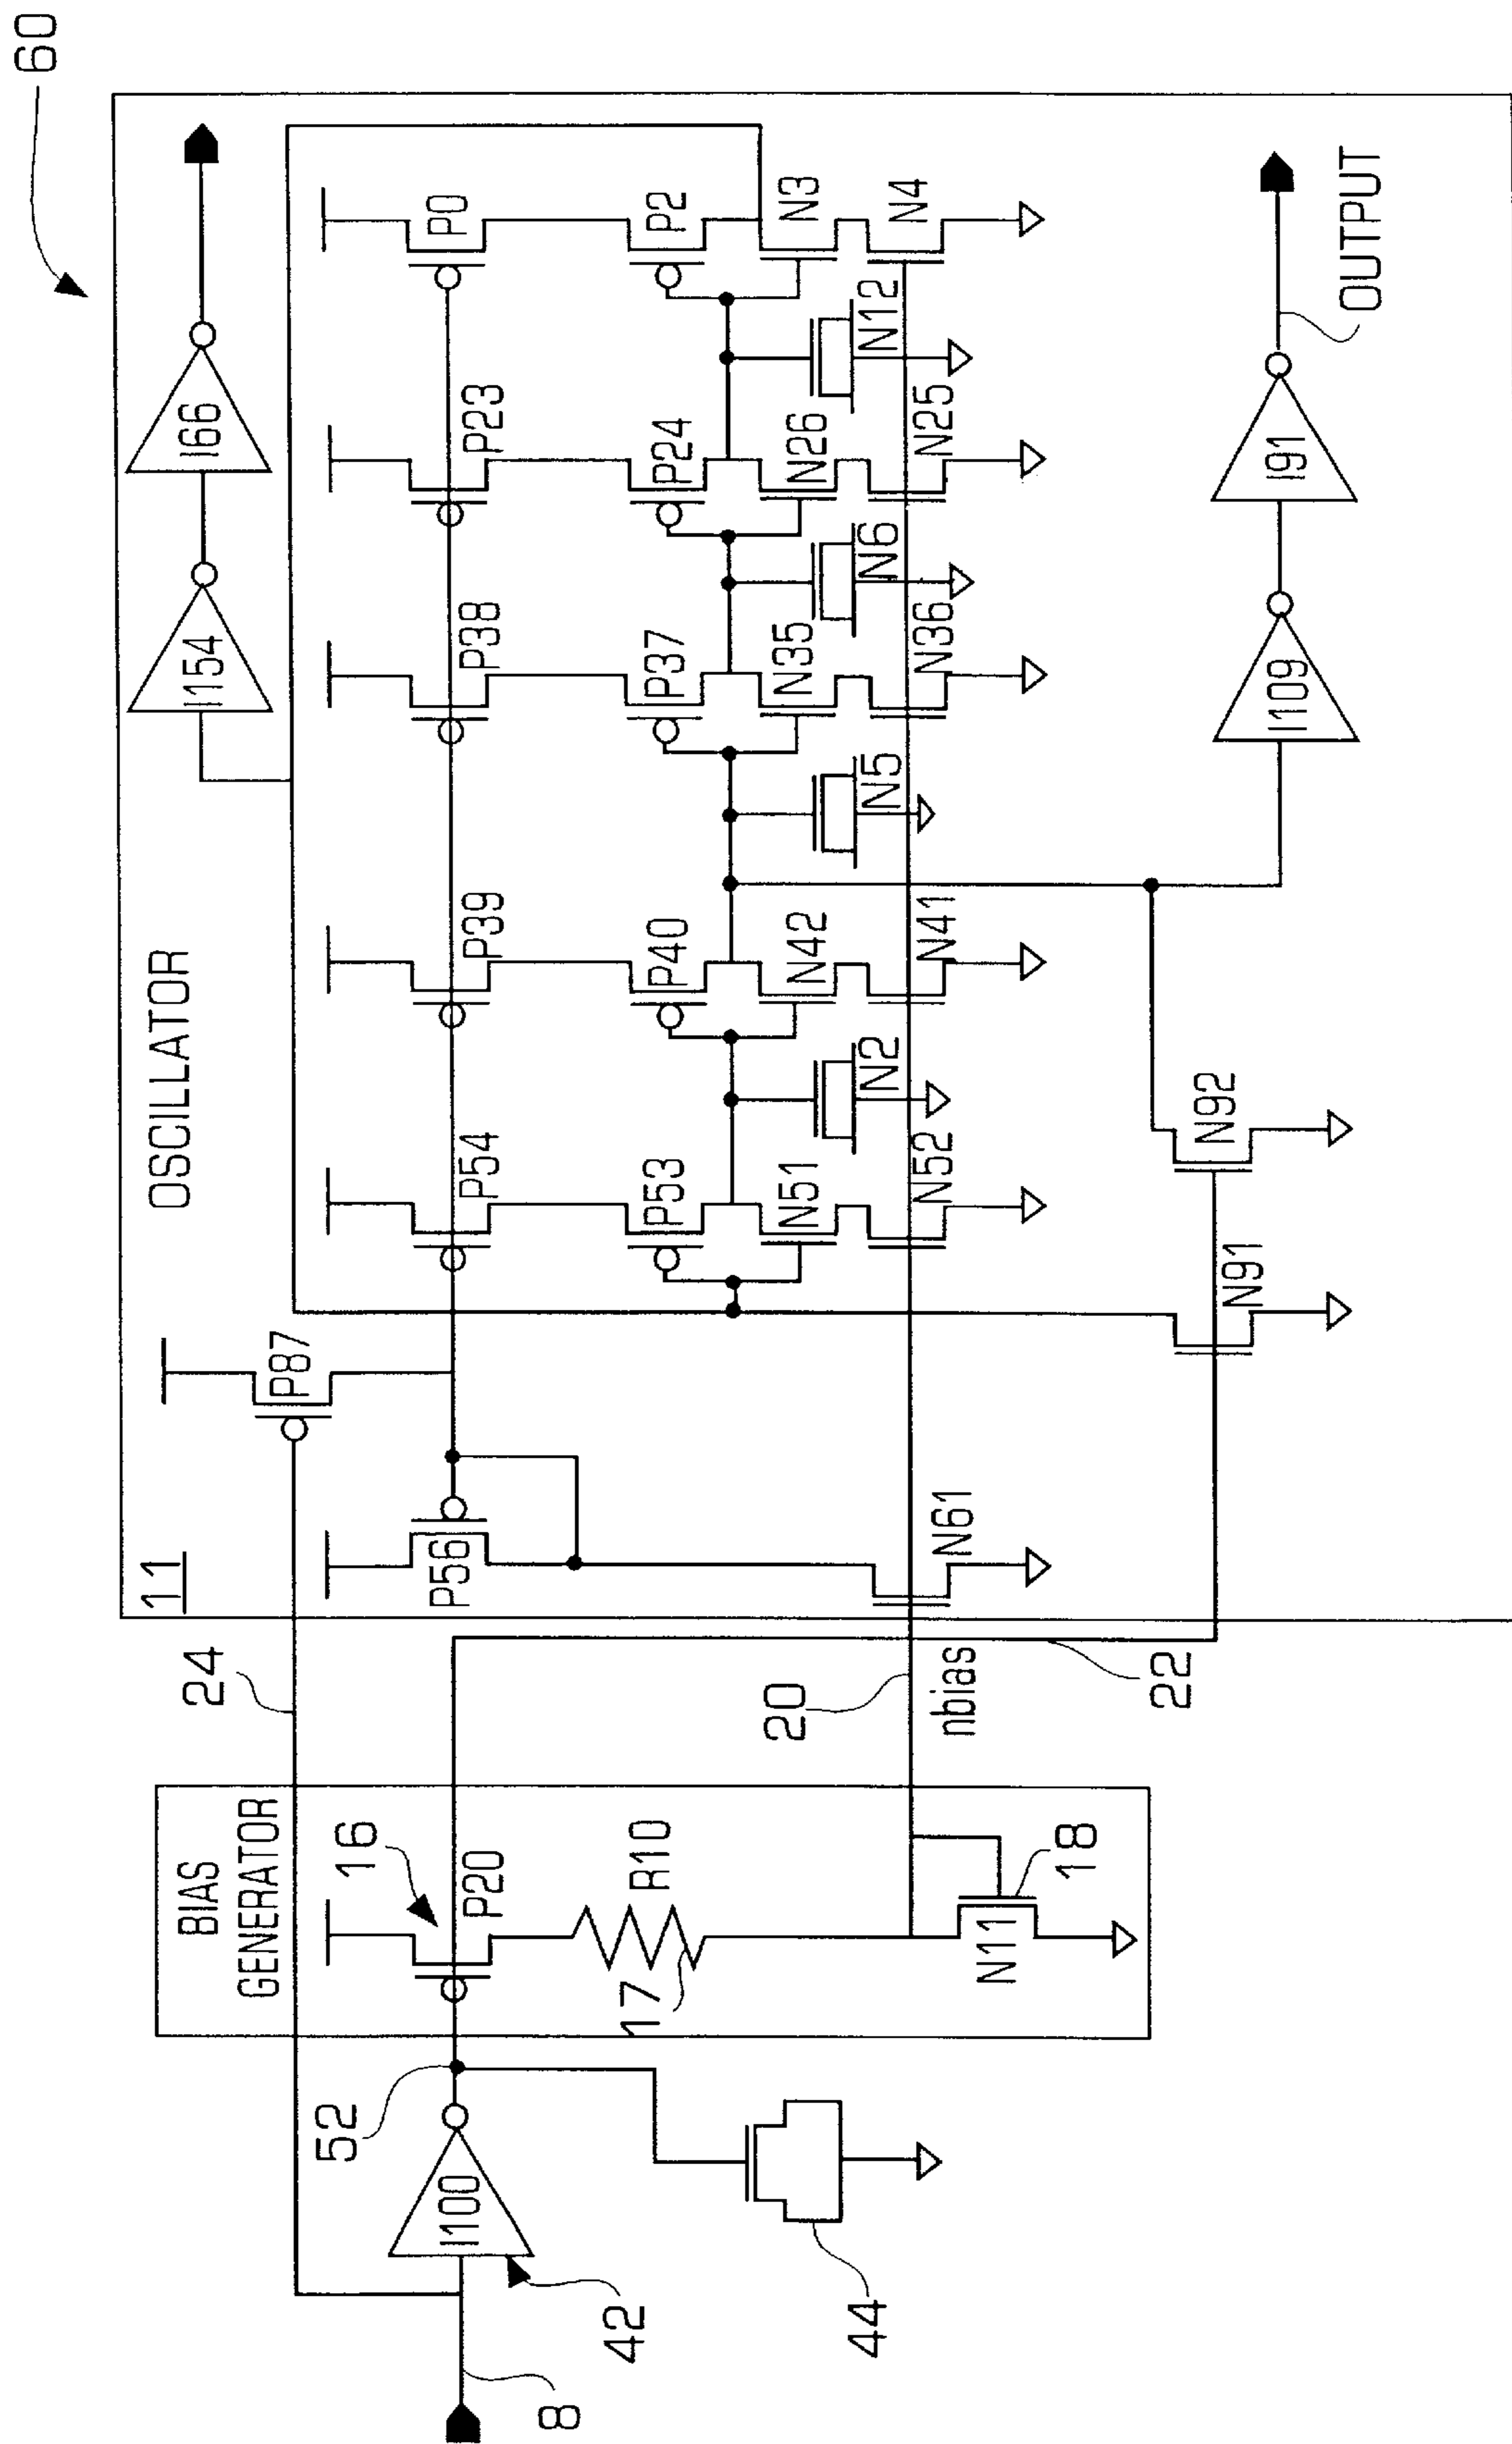 60
11
OSCILLATOR
I154
I66
24
P87
P56
P54
P39
P38
P23
P0
P53
P40
P37
P24
P2
N51
N42
N35
N26
N3
N2
N5
N6
N12
N61
N52
N41
N36
N25
N4
N91
N92
I109
I91
OUTPUT
BIAS
GENERATOR
16
P20
R10
17
20
nbias
22
N11
18
52
I100
42
8
44